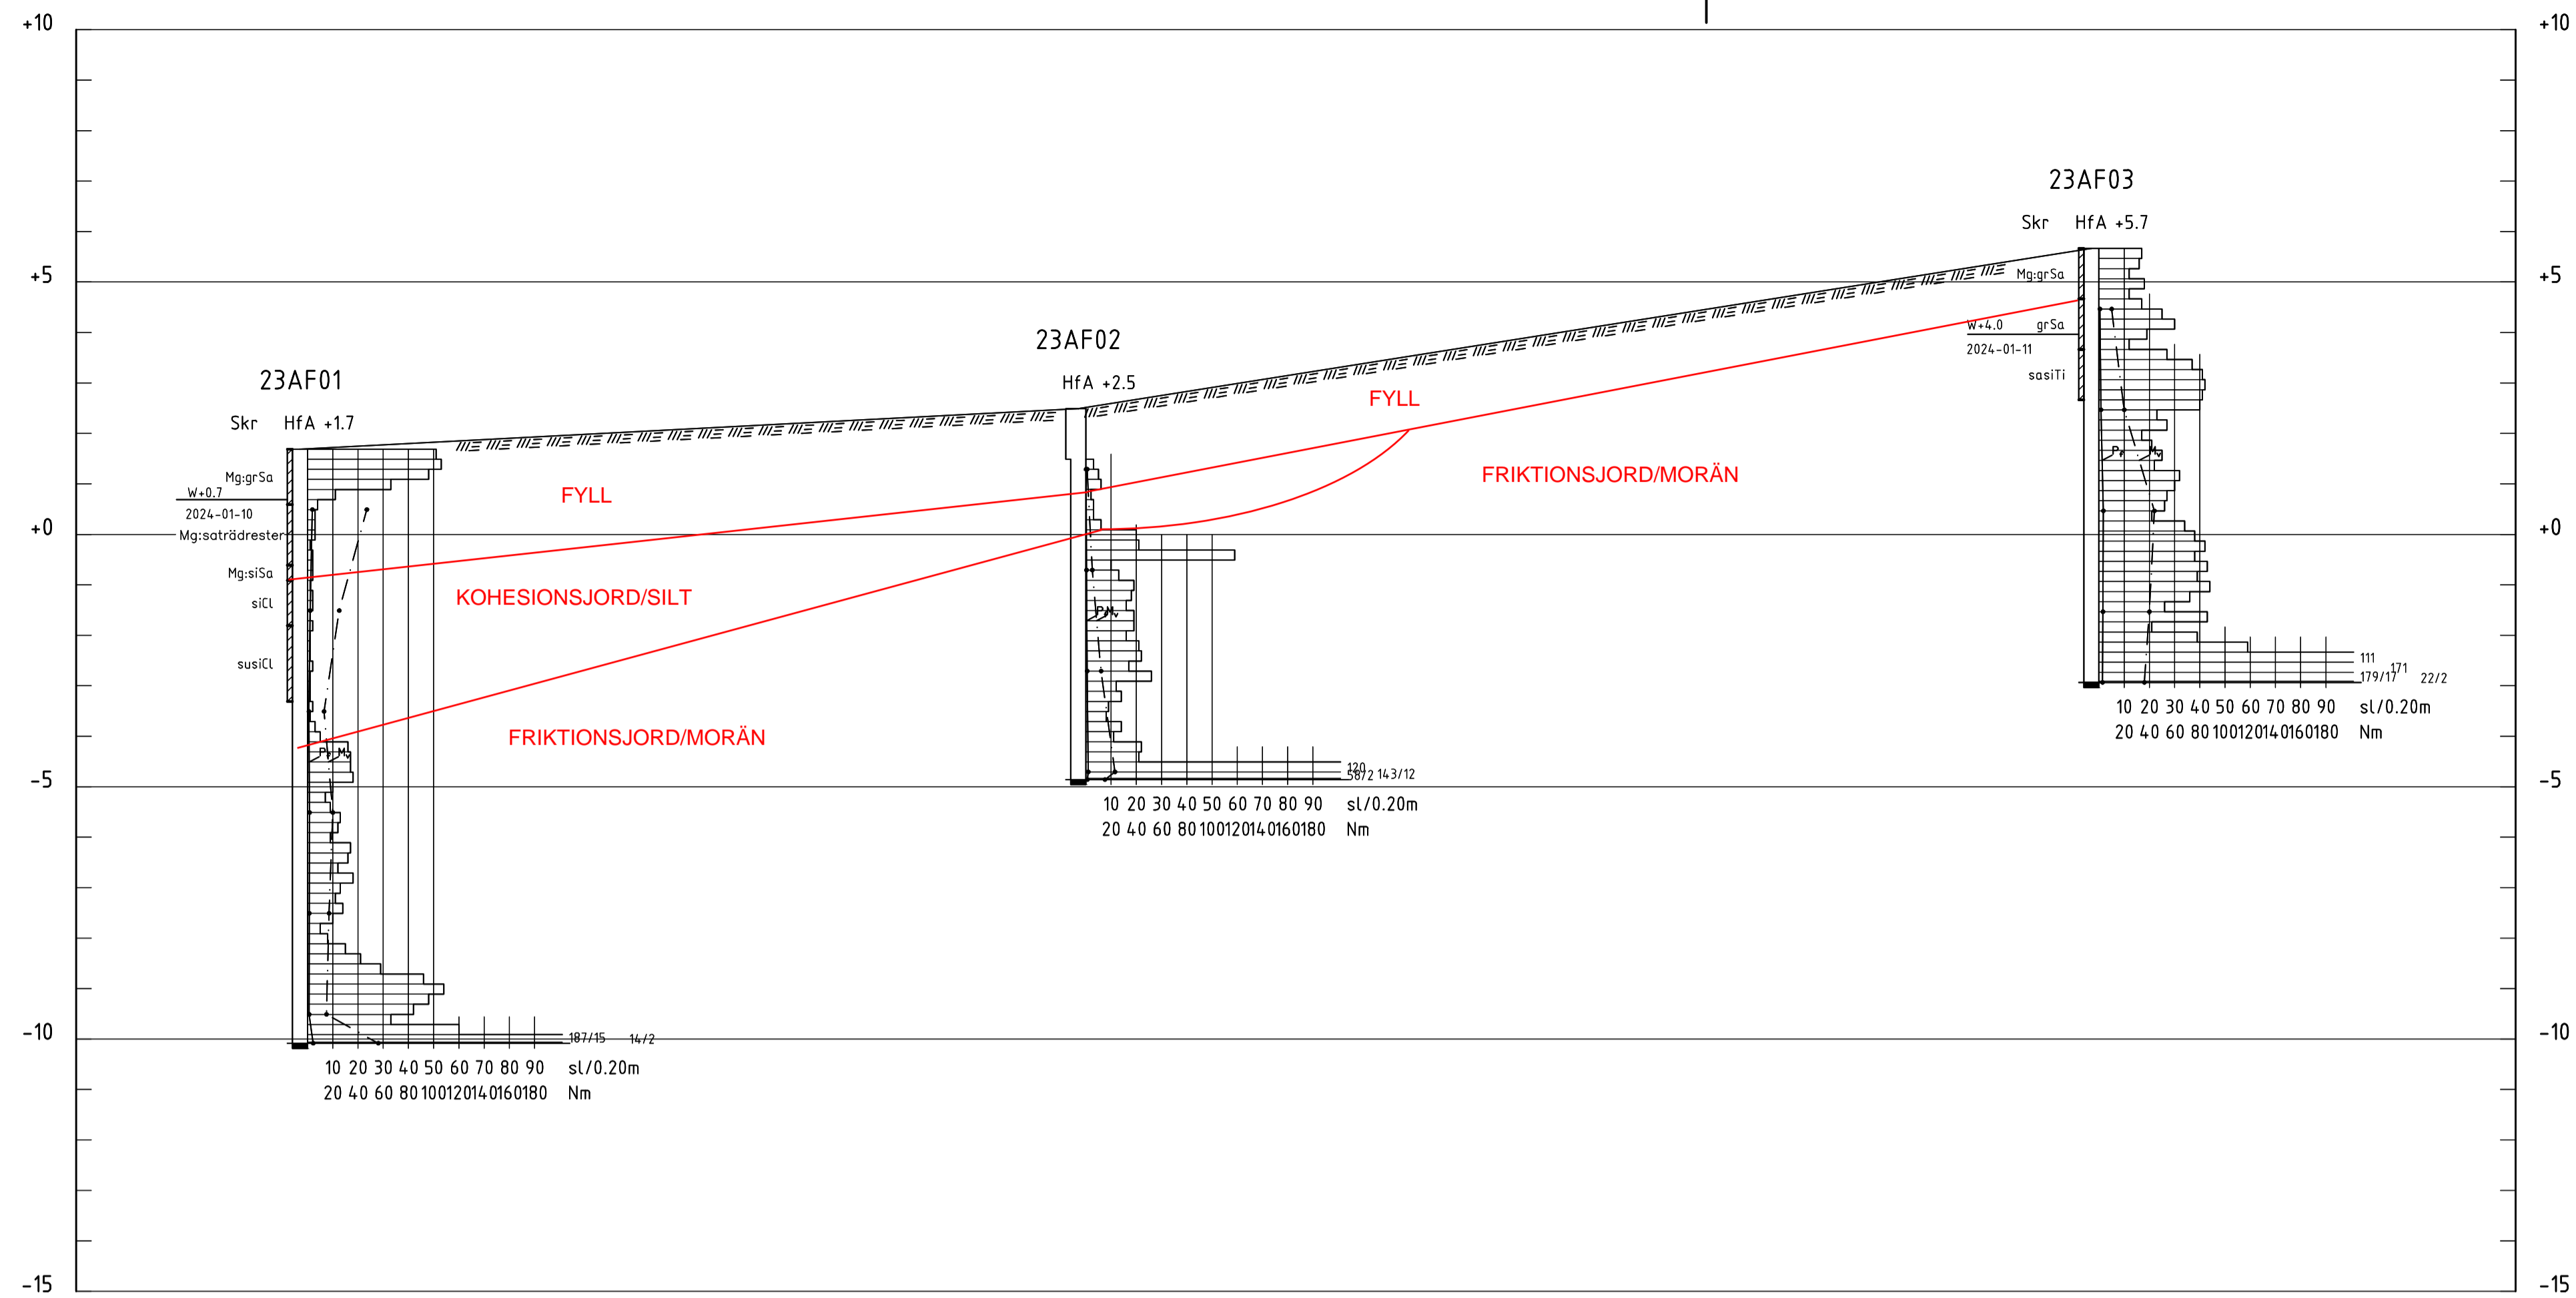 +10
+10
23AF03
Skr HfA +5.7
+5
Mg:grSa
+5
W+4.0 grSa
2024-01-11
sasiTi
23AF02
HfA +2.5
23AF01
Skr HfA +1.7
FYLL
FRIKTIONSJORD/MORÄN
Mg:grSa
W+0.7
FYLL
2024-01-10
+0
Mg:saträdrester
+0
Mg:siSa
siCl
KOHESIONSJORD/SILT
susiCl
111
171
179/17
22/2
10 20 30 40 50 60 70 80 90 sl/0.20m
20 40 60 80 100 120 140 160 180 Nm
FRIKTIONSJORD/MORÄN
-5
120
58/2 143/12
-5
10 20 30 40 50 60 70 80 90 sl/0.20m
20 40 60 80 100 120 140 160 180 Nm
-10
187/15 14/2
-10
10 20 30 40 50 60 70 80 90 sl/0.20m
20 40 60 80 100 120 140 160 180 Nm
-15
-15